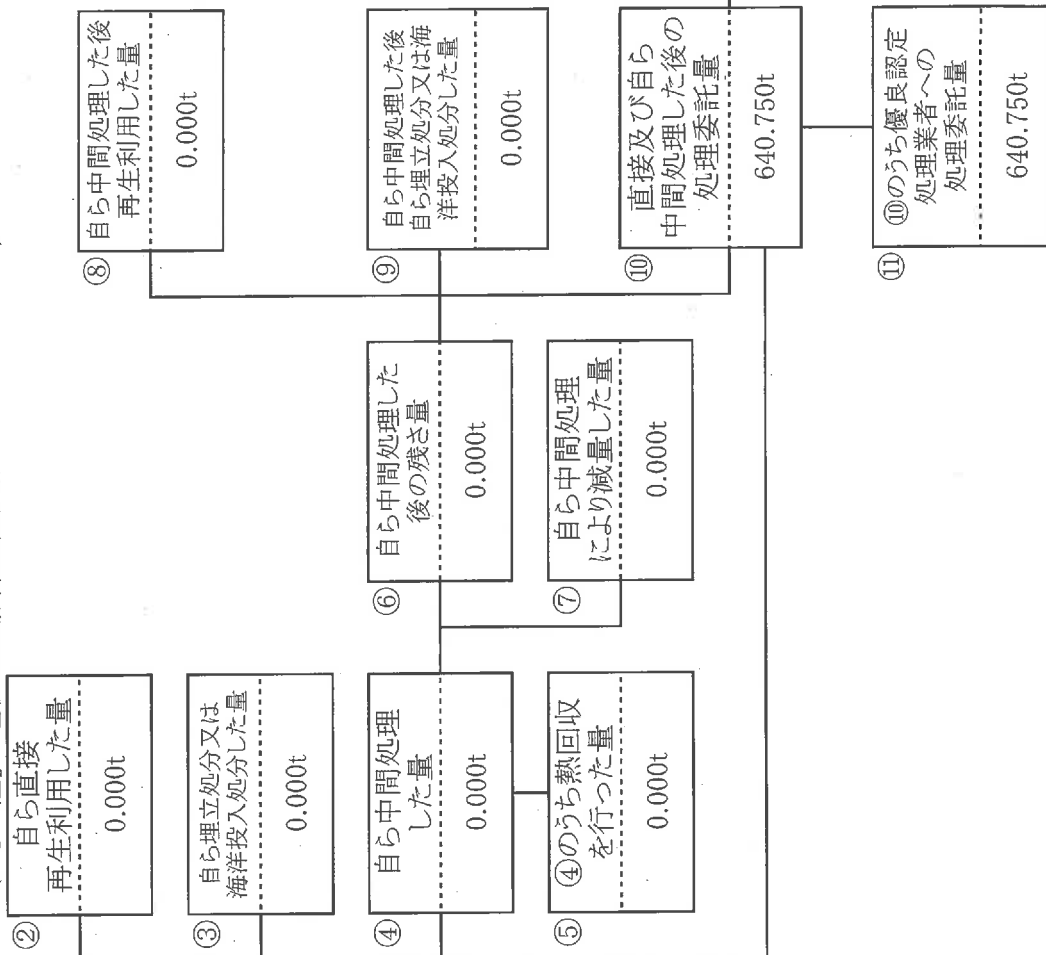 ②
自ら直接
再生利用した量
0.000t
③
自ら埋立処分又は
海洋投入処分した量
0.000t
④
自ら中間処理
した量
0.000t
⑤
④のうち熱回収
を行った量
0.000t
⑥
自ら中間処理した
後の残さ量
0.000t
⑦
自ら中間処理
により減量した量
0.000t
⑧
自ら中間処理した後
再生利用した量
0.000t
⑨
自ら中間処理した後
自ら埋立処分又は海
洋投入処分した量
0.000t
⑩
直接及び自ら
中間処理した後の
処理委託量
640.750t
⑪
⑩のうち優良認定
処理業者への
処理委託量
640.750t